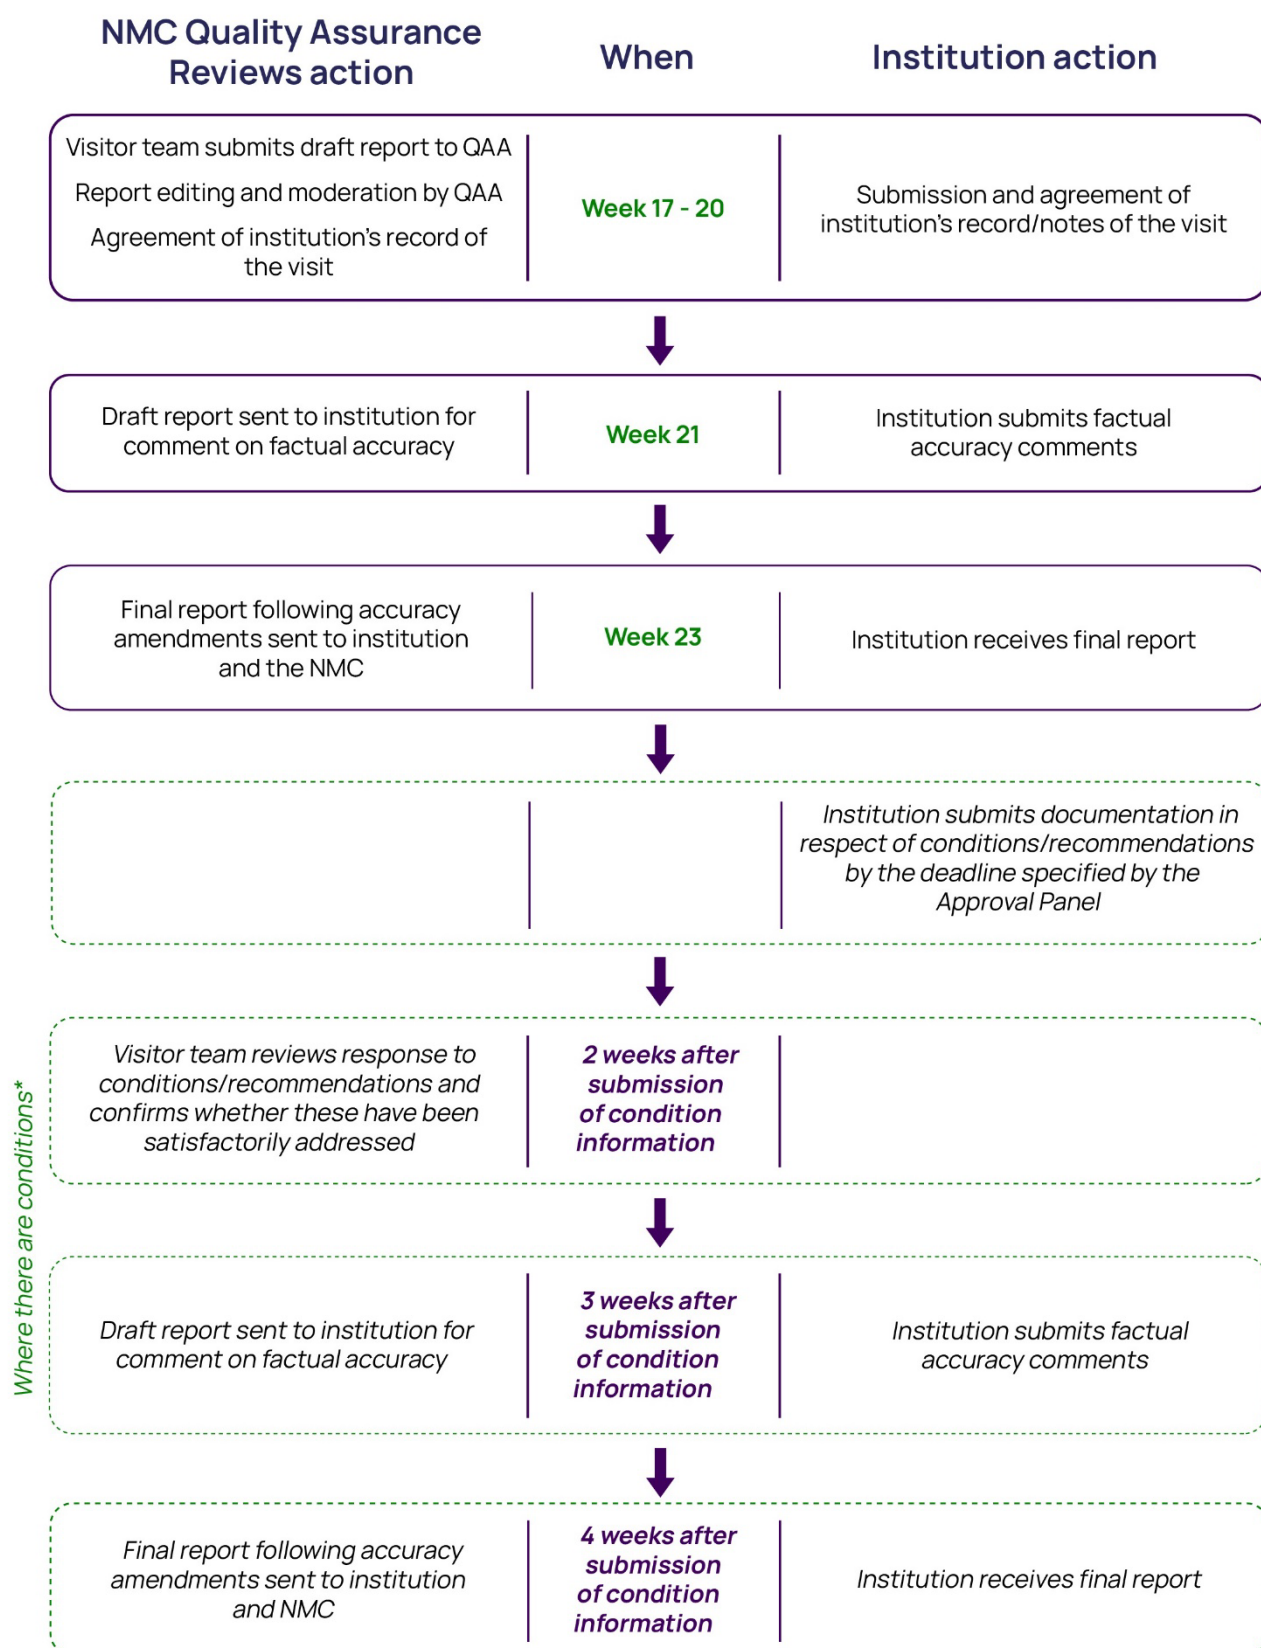 NMC Quality Assurance
Reviews action
When
Institution action
Visitor team submits draft report to QAA
Report editing and moderation by QAA
Agreement of institution's record of
the visit
Week 17 - 20
Submission and agreement of
institution's record/notes of the visit
Draft report sent to institution for
comment on factual accuracy
Week 21
Institution submits factual
accuracy comments
Final report following accuracy
amendments sent to institution
and the NMC
Week 23
Institution receives final report
Institution submits documentation in
respect of conditions/recommendations
by the deadline specified by the
Approval Panel
Where there are conditions*
Visitor team reviews response to
conditions/recommendations and
confirms whether these have been
satisfactorily addressed
2 weeks after
submission
of condition
information
Draft report sent to institution for
comment on factual accuracy
3 weeks after
submission
of condition
information
Institution submits factual
accuracy comments
Final report following accuracy
amendments sent to institution
and NMC
4 weeks after
submission
of condition
information
Institution receives final report